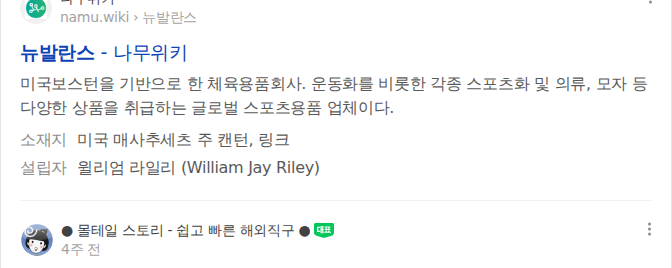 namu.wiki › 뉴발란스
뉴발란스 - 나무위키
미국보스턴을 기반으로 한 체육용품회사. 운동화를 비롯한 각종 스포츠화 및 의류, 모자 등
다양한 상품을 취급하는 글로벌 스포츠용품 업체이다.
소재지 미국 매사추세츠 주 캔턴, 링크
설립자 윌리엄 라일리 (William Jay Riley)
● 몰테일 스토리 - 쉽고 빠른 해외직구 ● 대표
4주 전